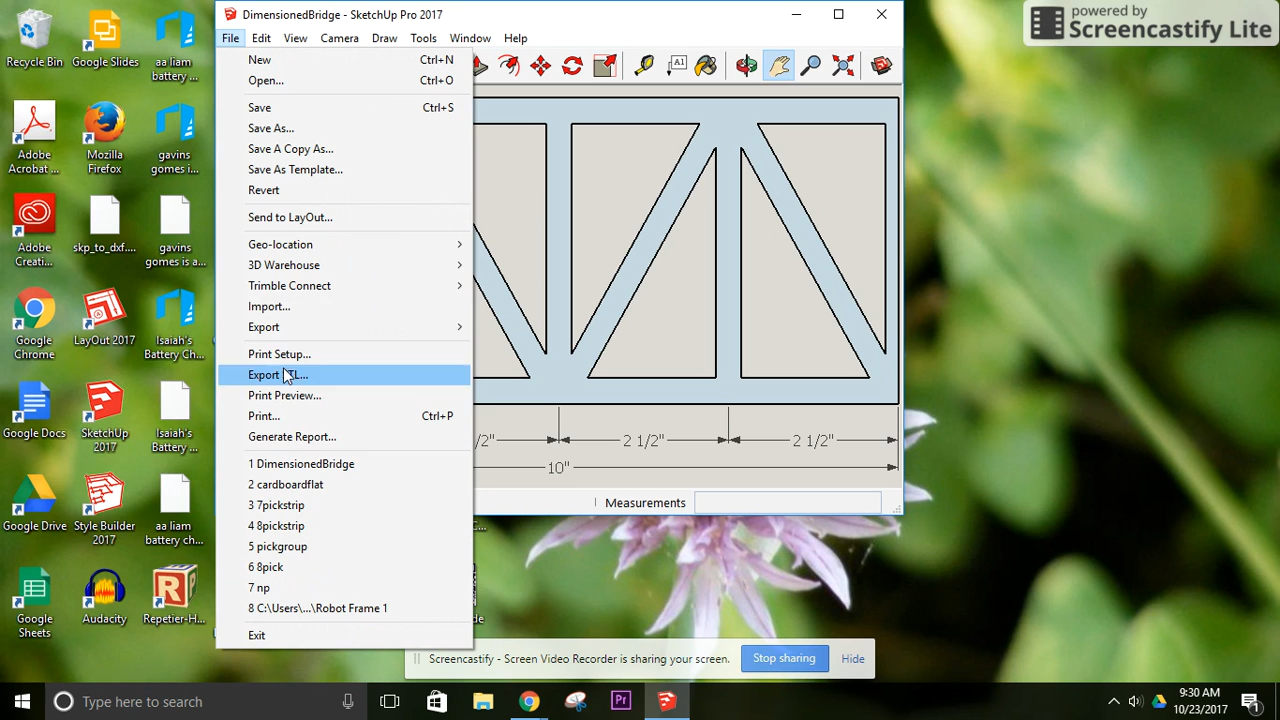 DimensionedBridge - SketchUp Pro 2017
powered by
Screencastify Lite
File Edit View Camera Draw Tools Window Help
New Ctrl+N
Open... Ctrl+O
Save Ctrl+S
Save As...
Save A Copy As...
Save As Template...
Revert
Send to LayOut...
Geo-location
3D Warehouse
Trimble Connect
Import...
Export
Print Setup...
Export
Print Preview...
Print... Ctrl+P
Generate Report...
1 DimensionedBridge
2 cardboardflat
3 7pickstrip
4 8pickstrip
5 pickgroup
6 8pick
7 np
8 C:\Users\...\Robot Frame 1
Exit
/2" 2 1/2" 2 1/2"
10"
Measurements
Recycle Bin
Google Slides
aa liam
battery ...
Adobe
Acrobat ...
Mozilla
Firefox
gavins
gomes i...
Adobe
Creati...
skp_to_dxf....
gavins
gomes is a...
Google
Chrome
LayOut 2017
Isaiah's
Battery Ch...
Google Docs
SketchUp
2017
Isaiah's
Battery ...
Google Drive
Style Builder
2017
aa liam
battery ch...
Google
Sheets
Audacity
Repetier-H...
Screencastify - Screen Video Recorder is sharing your screen.
Stop sharing
Hide
Type here to search
Pr
9:30 AM
10/23/2017
1